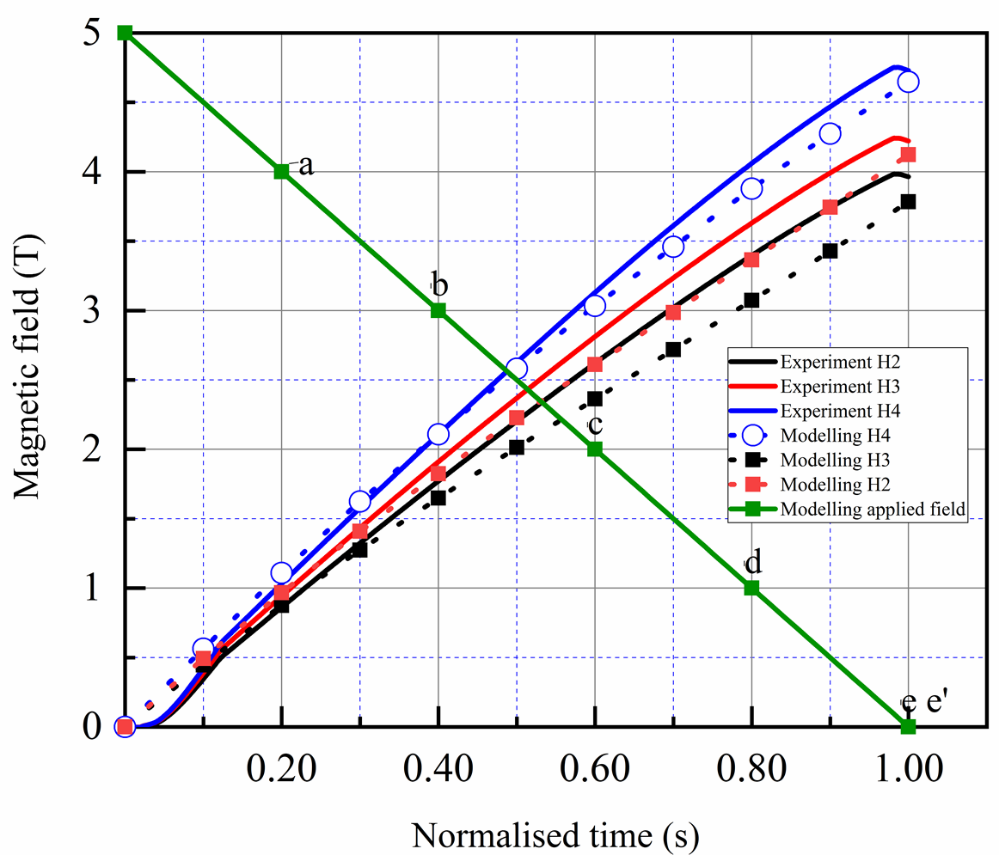 5
4
3
2
1
0
Magnetic field (T)
a
b
c
d
e e'
Experiment H2
Experiment H3
Experiment H4
Modelling H4
Modelling H3
Modelling H2
Modelling applied field
0.20 0.40 0.60 0.80 1.00
Normalised time (s)